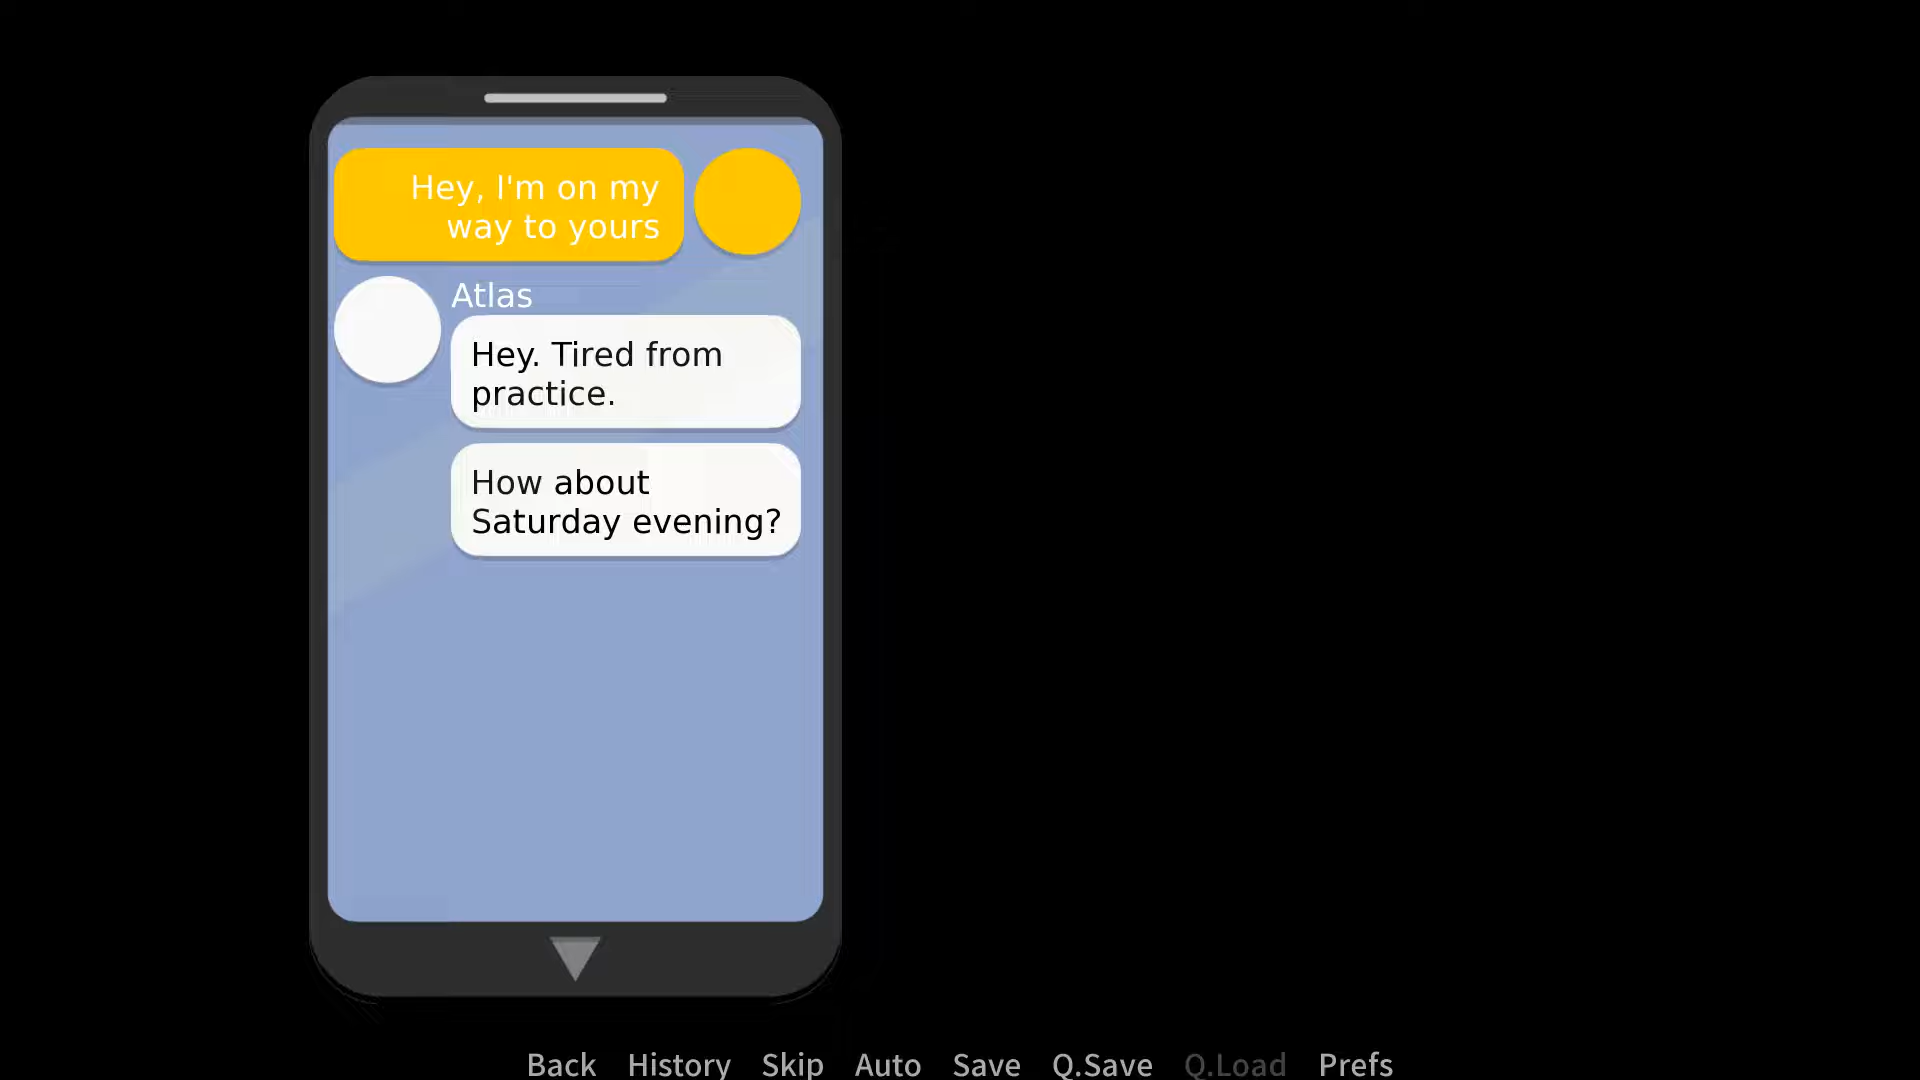 Hey, I'm on my
way to yours
Atlas
Hey. Tired from
practice.
How about
Saturday evening?
Back History Skip Auto Save Q.Save Q.Load Prefs